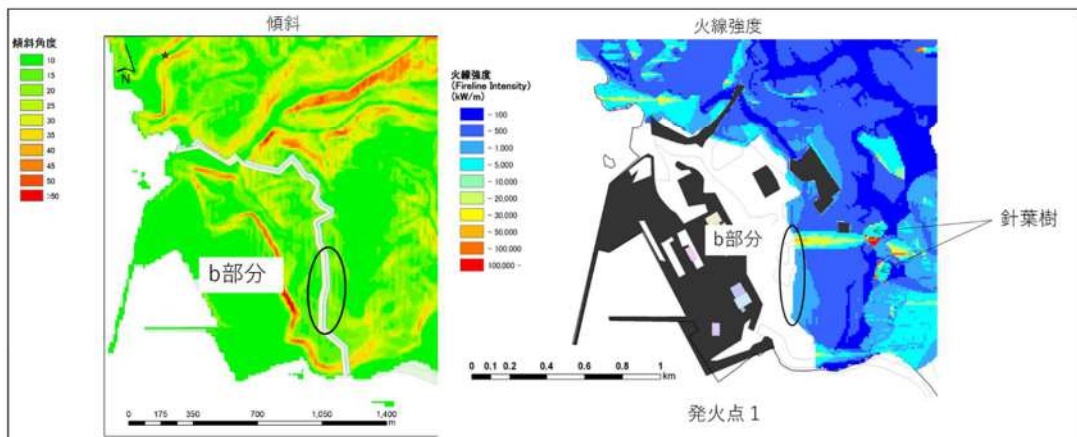 傾斜
傾斜角度
10
15
20
25
30
35
40
45
50
≥50
N
b部分
0 175 350 700 1,050 1,400
m
火線強度
火線強度
(Fireline Intensity)
(kW/m)
- 100
- 500
- 1,000
- 5,000
- 10,000
- 20,000
- 30,000
- 50,000
- 100,000
100,000 -
b部分
針葉樹
0 0.1 0.2 0.4 0.6 0.8 1
km
発火点 1